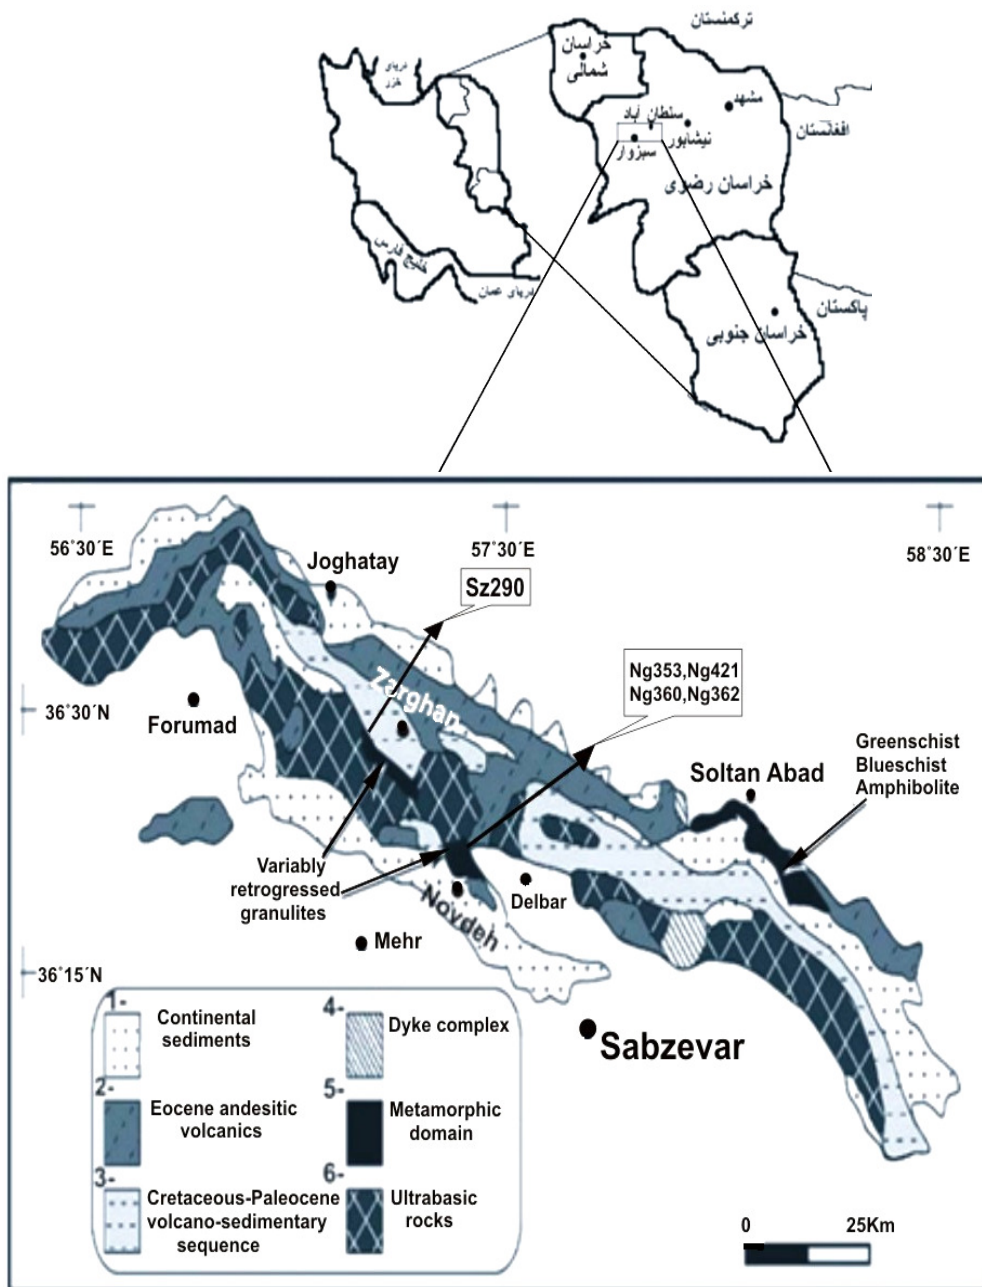 ترکمنستان
خراسان
شمالی
دریای
خزر
مشهد
سلطان آباد
نیشابور
افغانستان
سبزوار
خراسان رضوی
خلیج فارس
دریای عمان
پاکستان
خراسان جنوبی
56˚30´E
57˚30´E
58˚30´E
Joghatay
Sz290
Zarghan
Ng353,Ng421
Ng360,Ng362
36˚30´N
Forumad
Soltan Abad
Greenschist
Blueschist
Amphibolite
Variably
retrogressed
granulites
Novdeh
Delbar
Mehr
36˚15´N
Sabzevar
1-
Continental
sediments
2-
Eocene andesitic
volcanics
3-
Cretaceous-Paleocene
volcano-sedimentary
sequence
4-
Dyke complex
5-
Metamorphic
domain
6-
Ultrabasic
rocks
0
25Km